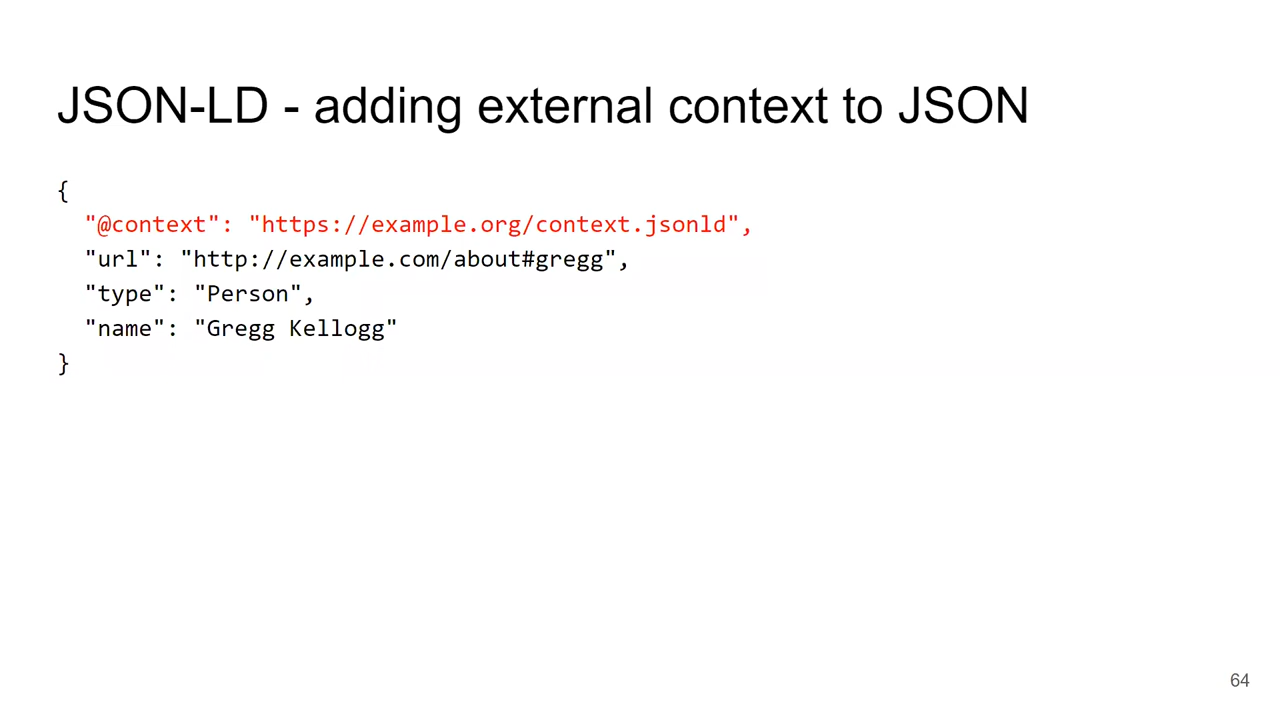 JSON-LD - adding external context to JSON
{
"@context": "https://example.org/context.jsonld",
"url": "http://example.com/about#gregg",
"type": "Person",
"name": "Gregg Kellogg"
}
64